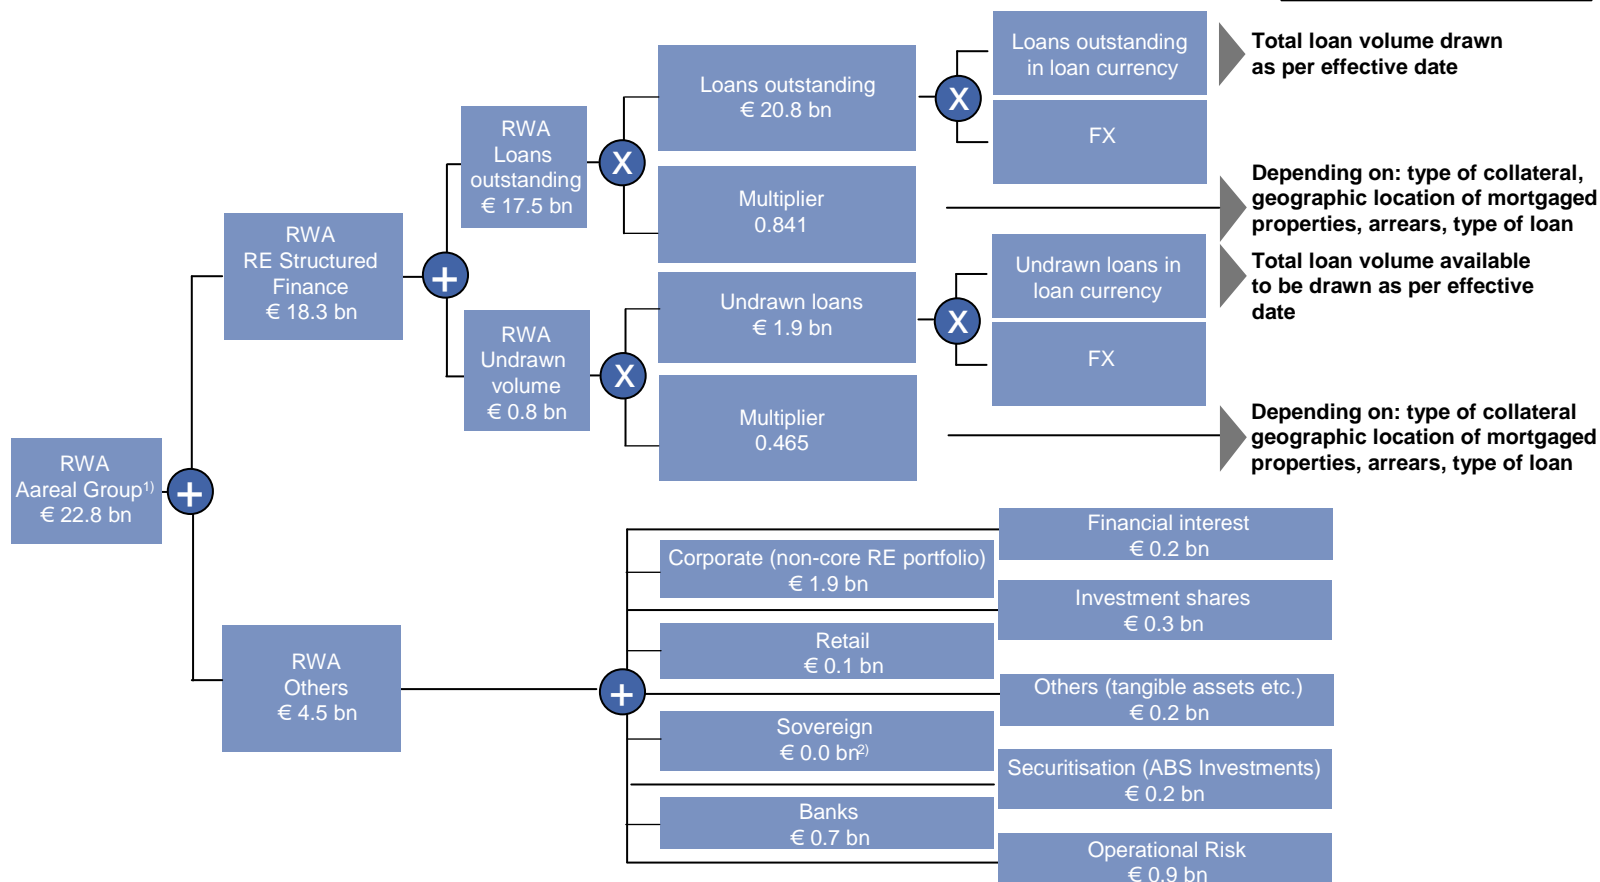 RWA
Aareal Group1)
€ 22.8 bn
+
RWA
RE Structured
Finance
€ 18.3 bn
+
RWA
Loans
outstanding
€ 17.5 bn
X
Loans outstanding
€ 20.8 bn
X
Loans outstanding
in loan currency
Total loan volume drawn
as per effective date
FX
Multiplier
0.841
Depending on: type of collateral,
geographic location of mortgaged
properties, arrears, type of loan
RWA
Undrawn
volume
€ 0.8 bn
X
Undrawn loans
€ 1.9 bn
X
Undrawn loans in
loan currency
Total loan volume available
to be drawn as per effective
date
FX
Multiplier
0.465
Depending on: type of collateral
geographic location of mortgaged
properties, arrears, type of loan
RWA
Others
€ 4.5 bn
+
Financial interest
€ 0.2 bn
Corporate (non-core RE portfolio)
€ 1.9 bn
Investment shares
€ 0.3 bn
Retail
€ 0.1 bn
Others (tangible assets etc.)
€ 0.2 bn
Sovereign
€ 0.0 bn2)
Securitisation (ABS Investments)
€ 0.2 bn
Banks
€ 0.7 bn
Operational Risk
€ 0.9 bn